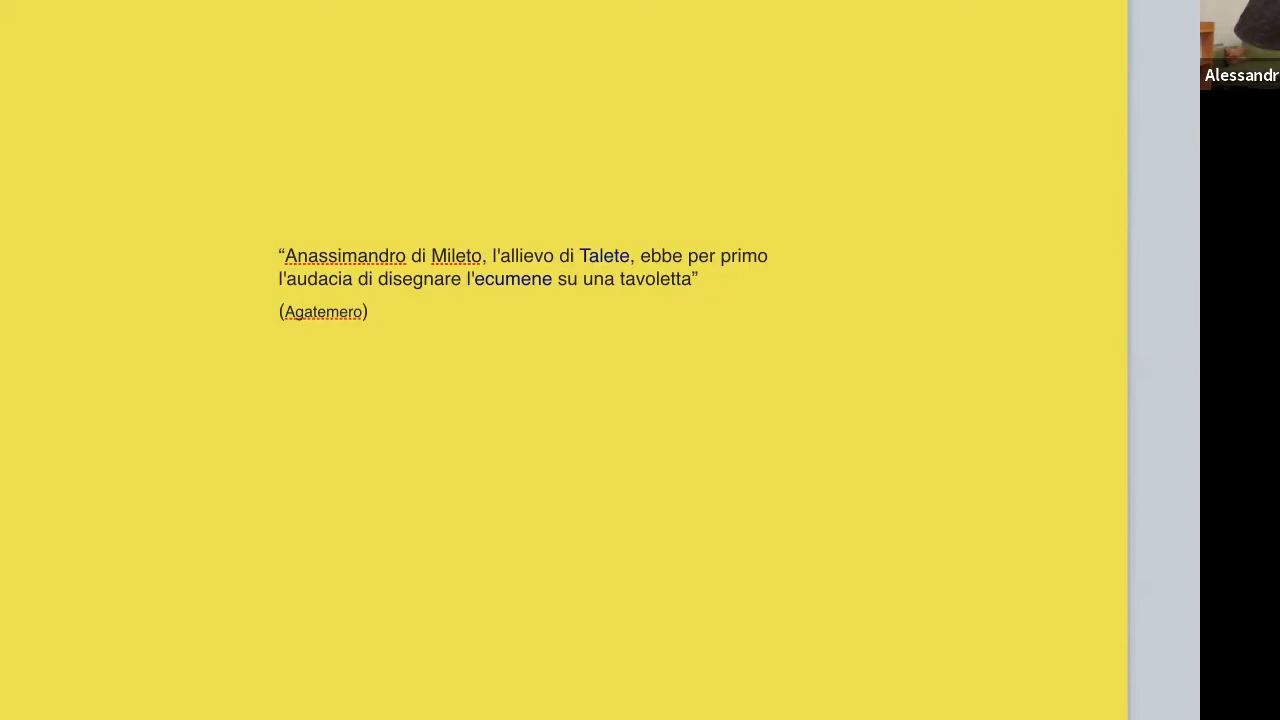 “Anassimandro di Mileto, l'allievo di Talete, ebbe per primo
l'audacia di disegnare l'ecumene su una tavoletta”
(Agatemero)
Alessandr